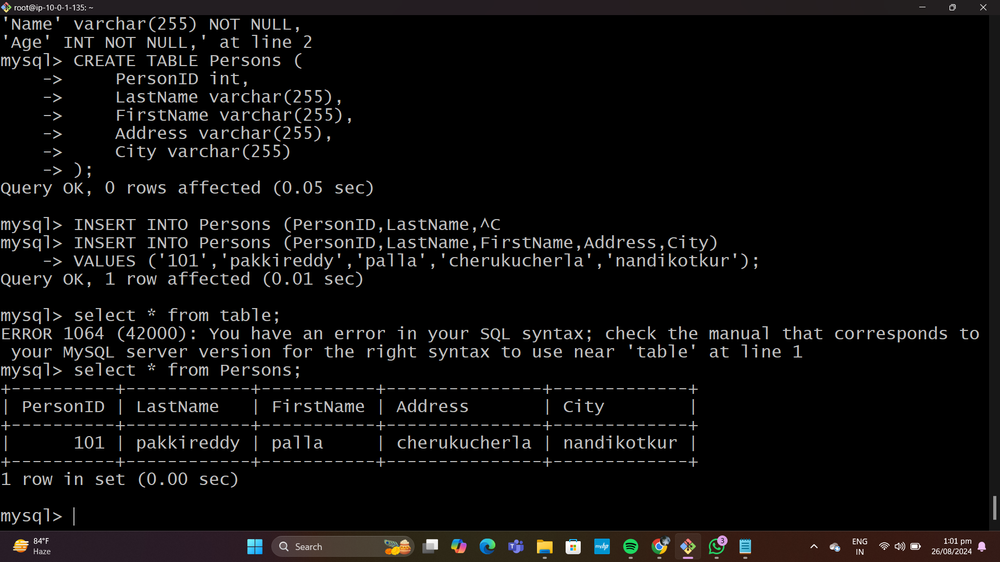 root@ip-10-0-1-135: ~
'Name' varchar(255) NOT NULL,
'Age' INT NOT NULL,' at line 2
mysql> CREATE TABLE Persons (
    ->     PersonID int,
    ->     LastName varchar(255),
    ->     FirstName varchar(255),
    ->     Address varchar(255),
    ->     City varchar(255)
    -> );
Query OK, 0 rows affected (0.05 sec)
mysql> INSERT INTO Persons (PersonID,LastName,^C
mysql> INSERT INTO Persons (PersonID,LastName,FirstName,Address,City)
    -> VALUES ('101','pakkireddy','palla','cherukucherla','nandikotkur');
Query OK, 1 row affected (0.01 sec)
mysql> select * from table;
ERROR 1064 (42000): You have an error in your SQL syntax; check the manual that corresponds to
 your MySQL server version for the right syntax to use near 'table' at line 1
mysql> select * from Persons;
+----------+------------+-----------+---------------+-------------+
| PersonID | LastName   | FirstName | Address       | City        |
+----------+------------+-----------+---------------+-------------+
|      101 | pakkireddy | palla     | cherukucherla | nandikotkur |
+----------+------------+-----------+---------------+-------------+
1 row in set (0.00 sec)
mysql>
84°F
Haze
Search
myhp
3
ENG
IN
1:01 pm
26/08/2024